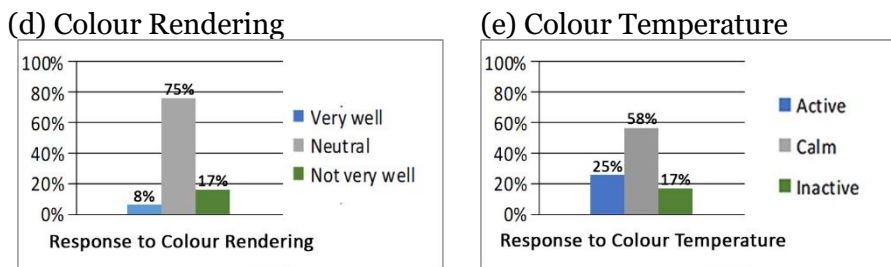 (d) Colour Rendering
100%
80%
60%
40%
20%
0%
75%
8%
17%
Very well
Neutral
Not very well
Response to Colour Rendering
(e) Colour Temperature
100%
80%
60%
40%
20%
0%
58%
25%
17%
Active
Calm
Inactive
Response to Colour Temperature